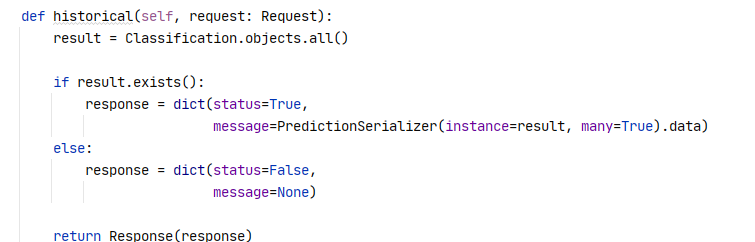 def historical(self, request: Request):
    result = Classification.objects.all()

    if result.exists():
        response = dict(status=True,
                        message=PredictionSerializer(instance=result, many=True).data)
    else:
        response = dict(status=False,
                        message=None)

    return Response(response)